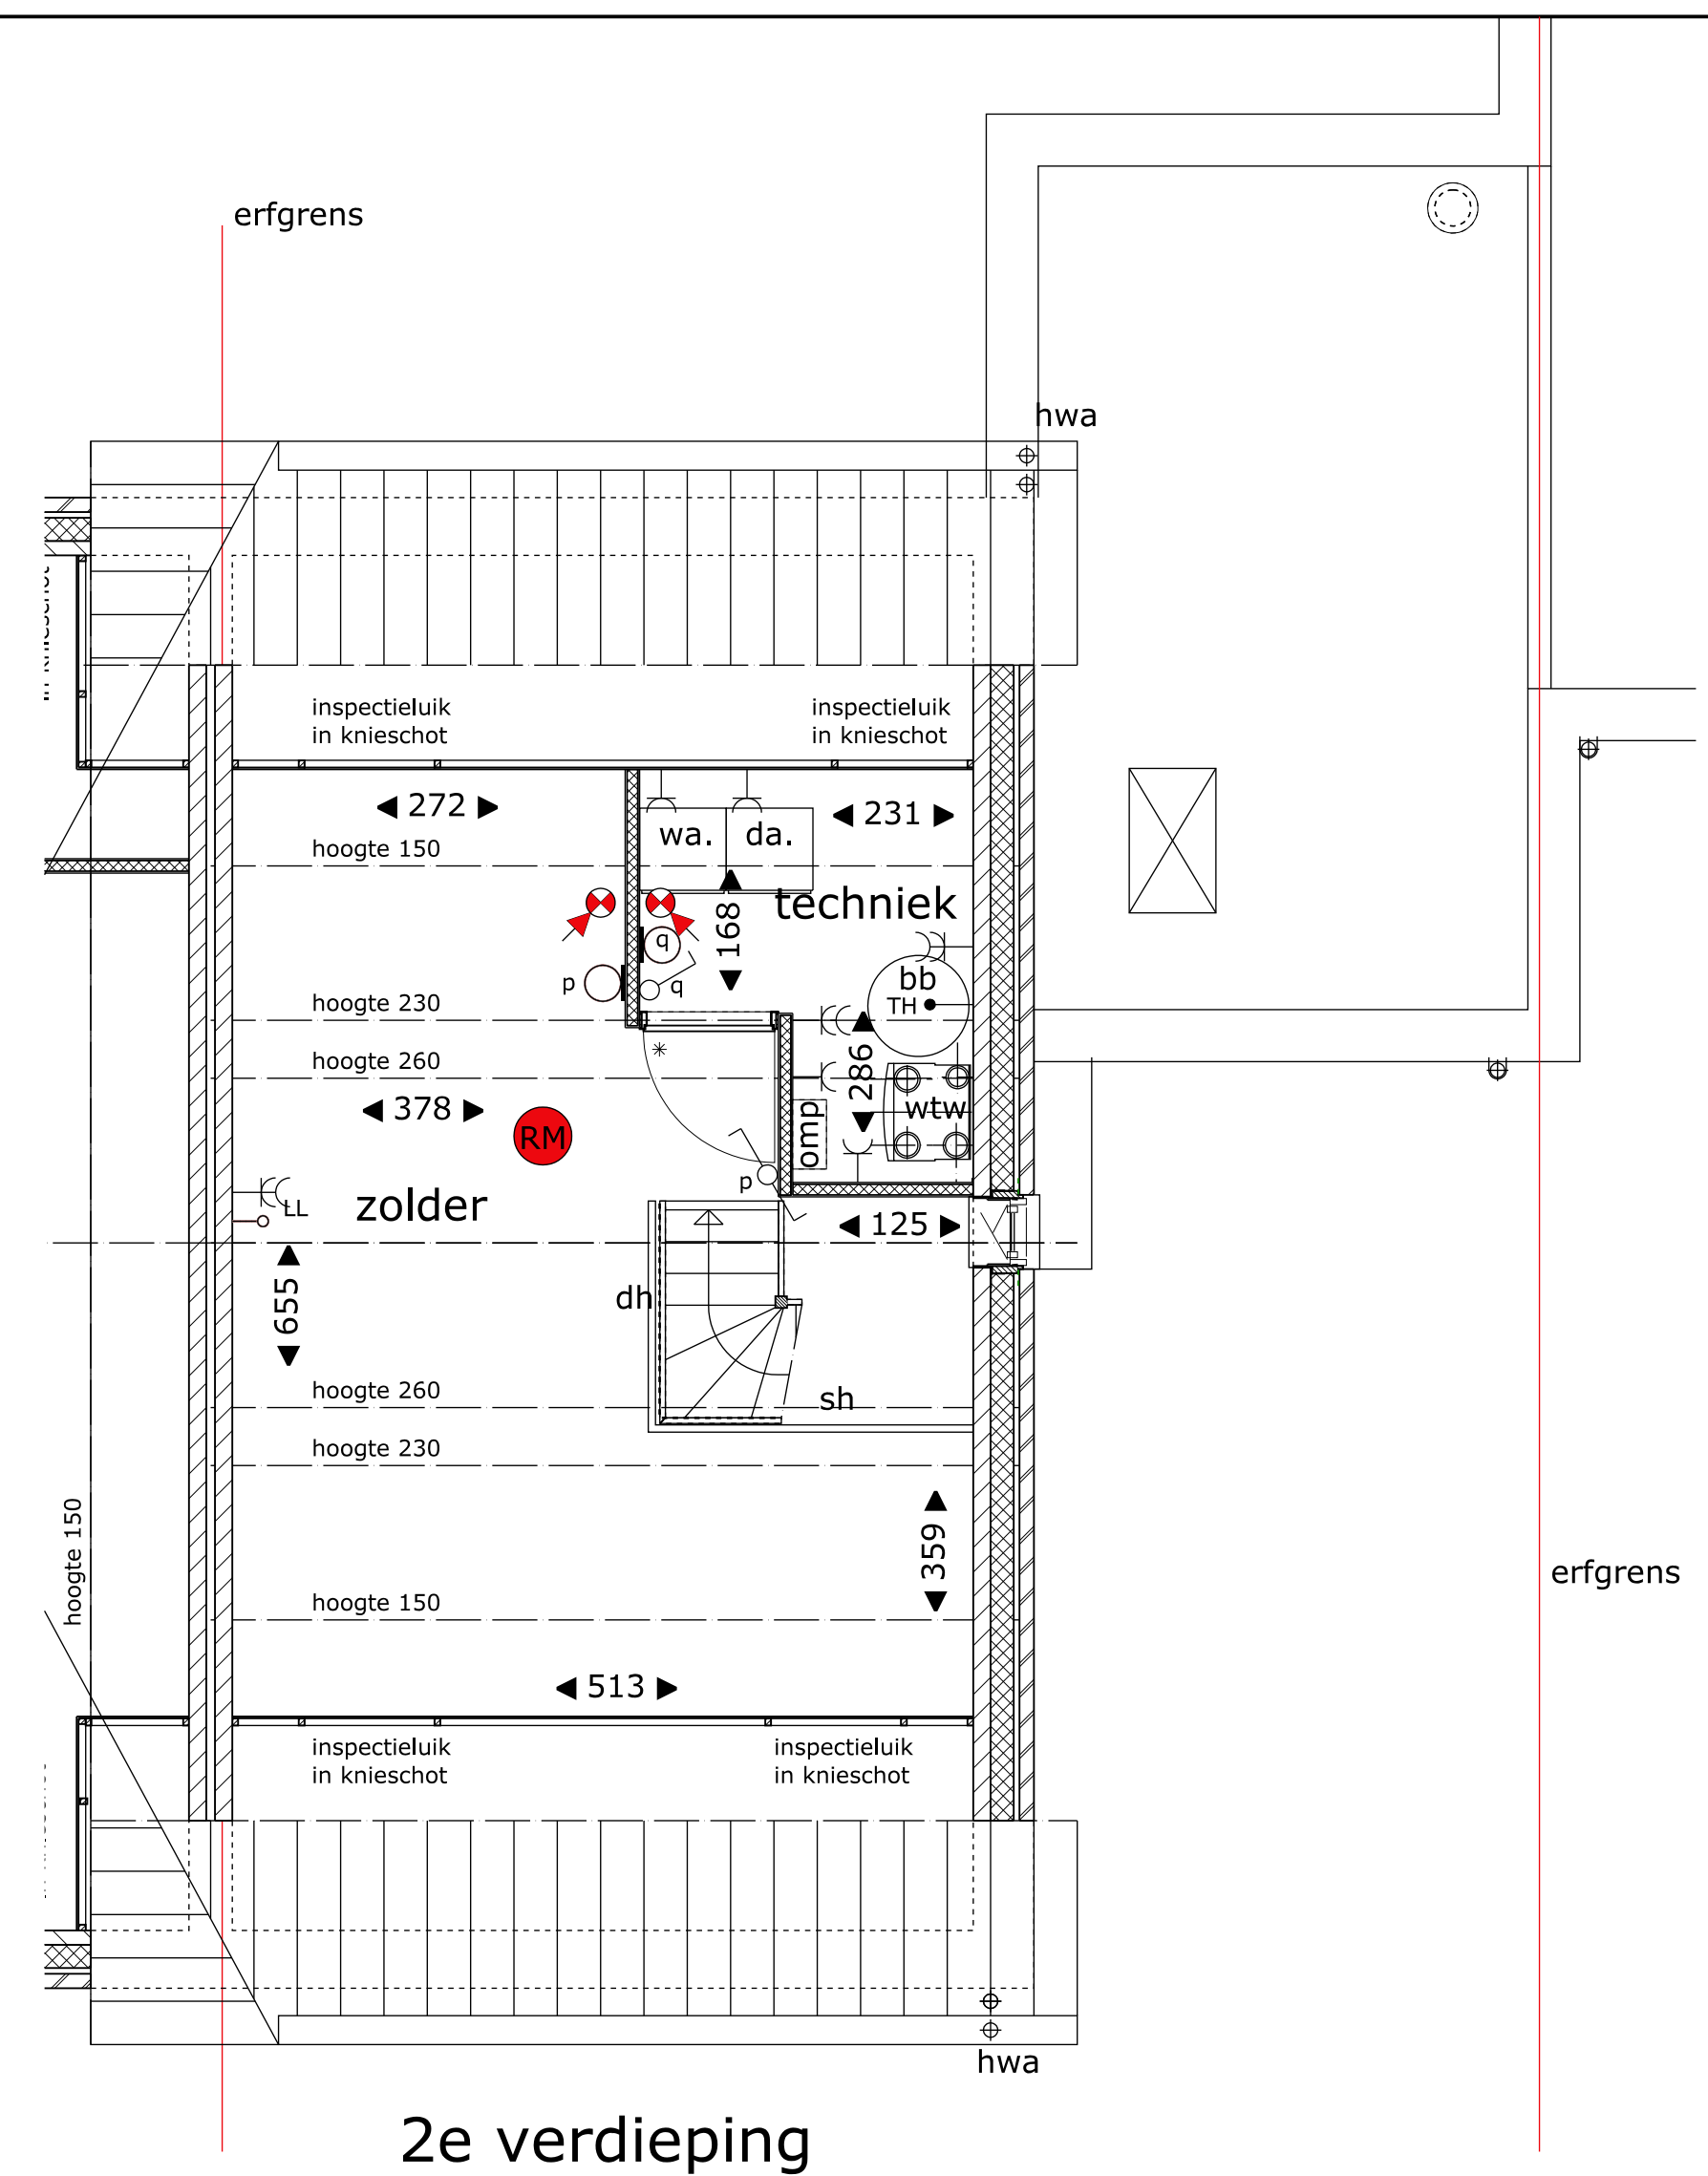 erfgrens
hwa
in knieschot
inspectieluik
in knieschot
inspectieluik
in knieschot
272
231
wa.
da.
hoogte 150
techniek
168
q
p
q
bb
TH
hoogte 230
286
hoogte 260
378
RM
omp
wtw
p
LL
zolder
125
655
dh
hoogte 260
sh
hoogte 230
359
hoogte 150
hoogte 150
erfgrens
513
inspectieluik
in knieschot
inspectieluik
in knieschot
hwa
2e verdieping